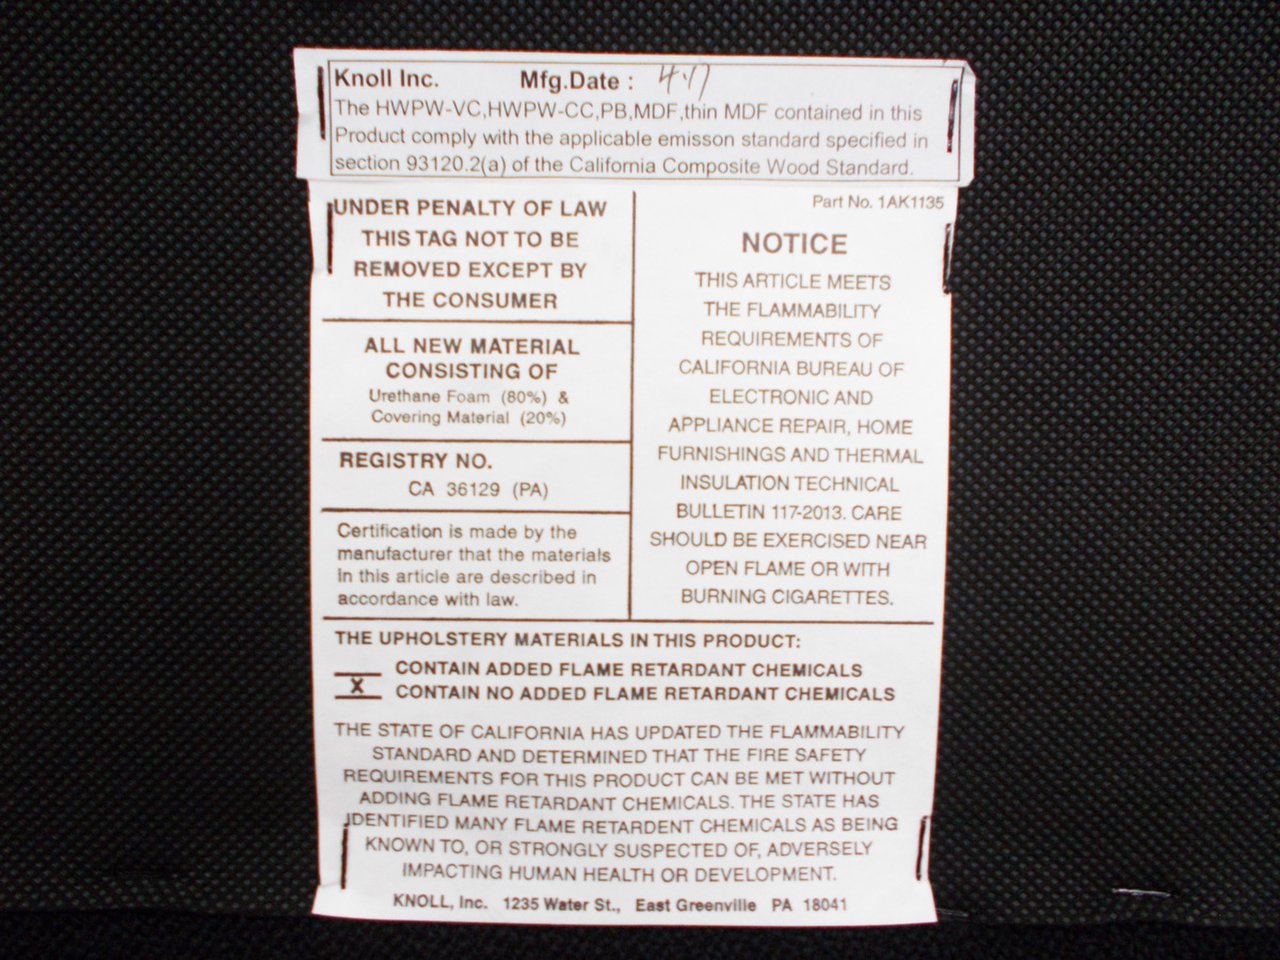 Knoll Inc. Mfg.Date : 4.17
The HWPW-VC,HWPW-CC,PB,MDF,thin MDF contained in this
Product comply with the applicable emisson standard specified in
section 93120.2(a) of the California Composite Wood Standard.
UNDER PENALTY OF LAW
THIS TAG NOT TO BE
REMOVED EXCEPT BY
THE CONSUMER
ALL NEW MATERIAL
CONSISTING OF
Urethane Foam (80%) &
Covering Material (20%)
REGISTRY NO.
CA 36129 (PA)
Certification is made by the
manufacturer that the materials
in this article are described in
accordance with law.
Part No. 1AK1135
NOTICE
THIS ARTICLE MEETS
THE FLAMMABILITY
REQUIREMENTS OF
CALIFORNIA BUREAU OF
ELECTRONIC AND
APPLIANCE REPAIR, HOME
FURNISHINGS AND THERMAL
INSULATION TECHNICAL
BULLETIN 117-2013. CARE
SHOULD BE EXERCISED NEAR
OPEN FLAME OR WITH
BURNING CIGARETTES.
THE UPHOLSTERY MATERIALS IN THIS PRODUCT:
CONTAIN ADDED FLAME RETARDANT CHEMICALS
X CONTAIN NO ADDED FLAME RETARDANT CHEMICALS
THE STATE OF CALIFORNIA HAS UPDATED THE FLAMMABILITY
STANDARD AND DETERMINED THAT THE FIRE SAFETY
REQUIREMENTS FOR THIS PRODUCT CAN BE MET WITHOUT
ADDING FLAME RETARDANT CHEMICALS. THE STATE HAS
IDENTIFIED MANY FLAME RETARDENT CHEMICALS AS BEING
KNOWN TO, OR STRONGLY SUSPECTED OF, ADVERSELY
IMPACTING HUMAN HEALTH OR DEVELOPMENT.
KNOLL, Inc. 1235 Water St., East Greenville PA 18041